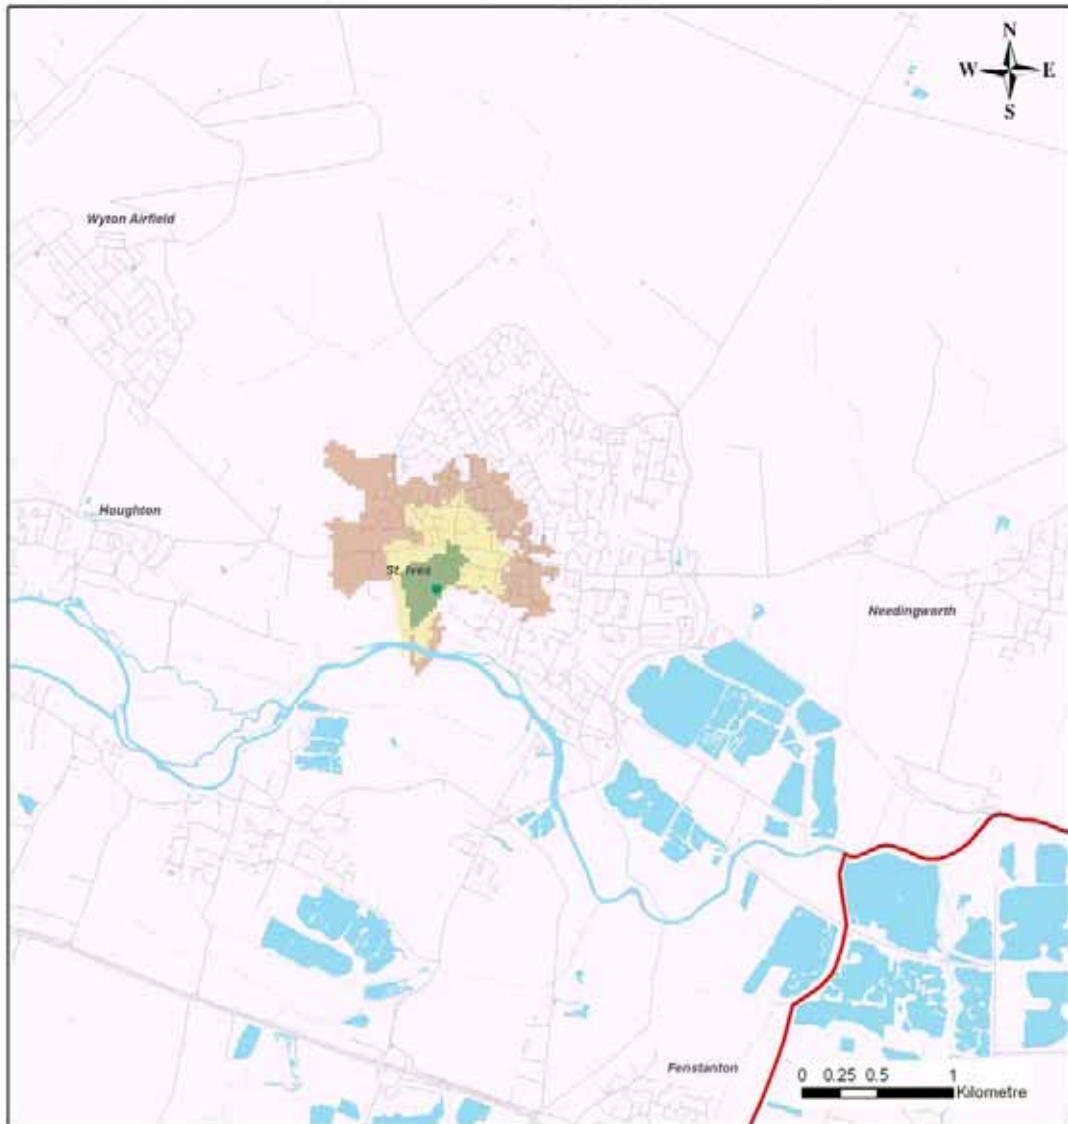 N
W E
S
Wyton Airfield
Houghton
St. Ives
Needingworth
Fenstanton
0 0.25 0.5 1
Kilometre